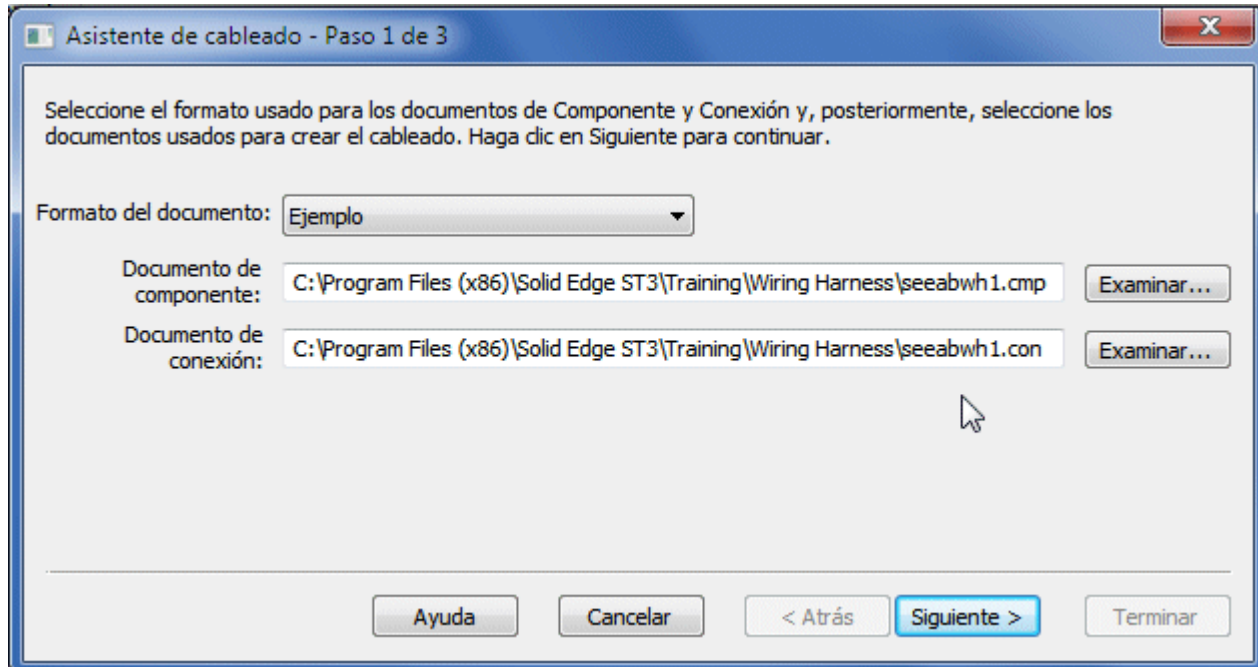 Asistente de cableado - Paso 1 de 3
Seleccione el formato usado para los documentos de Componente y Conexión y, posteriormente, seleccione los
documentos usados para crear el cableado. Haga clic en Siguiente para continuar.
Formato del documento: Ejemplo
Documento de
componente: C:\Program Files (x86)\Solid Edge ST3\Training\Wiring Harness\seeabwh1.cmp Examinar...
Documento de
conexión: C:\Program Files (x86)\Solid Edge ST3\Training\Wiring Harness\seeabwh1.con Examinar...
Ayuda Cancelar < Atrás Siguiente > Terminar